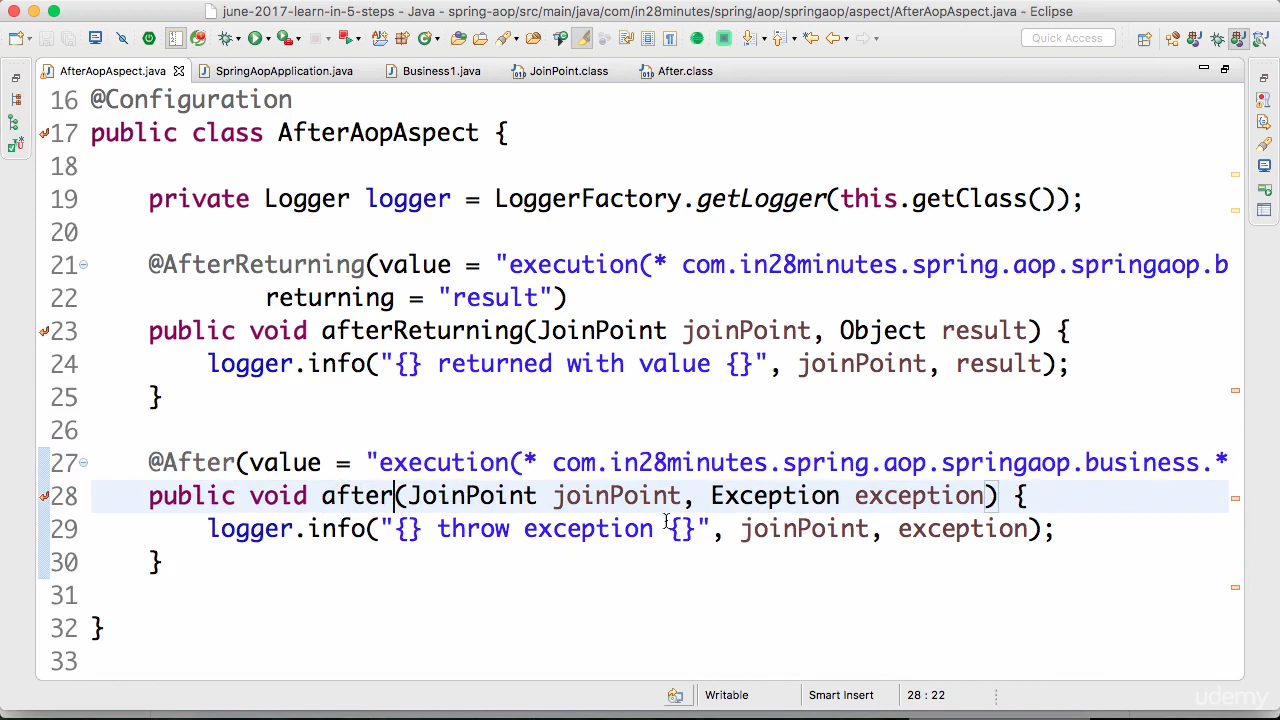 june-2017-learn-in-5-steps - Java - spring-aop/src/main/java/com/in28minutes/spring/aop/springaop/aspect/AfterAopAspect.java - Eclipse
Quick Access
AfterAopAspect.java SpringAopApplication.java Business1.java JoinPoint.class After.class
16 @Configuration
17 public class AfterAopAspect {
18
19 private Logger logger = LoggerFactory.getLogger(this.getClass());
20
21 @AfterReturning(value = "execution(* com.in28minutes.spring.aop.springaop.b
22 returning = "result")
23 public void afterReturning(JoinPoint joinPoint, Object result) {
24 logger.info("{} returned with value {}", joinPoint, result);
25 }
26
27 @After(value = "execution(* com.in28minutes.spring.aop.springaop.business.*
28 public void after(JoinPoint joinPoint, Exception exception) {
29 logger.info("{} throw exception {}", joinPoint, exception);
30 }
31
32 }
33
Writable Smart Insert 28 : 22
udemy